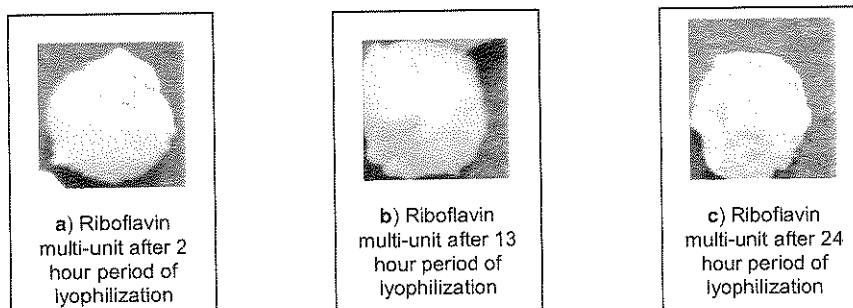 a) Riboflavin
multi-unit after 2
hour period of
lyophilization
b) Riboflavin
multi-unit after 13
hour period of
lyophilization
c) Riboflavin
multi-unit after 24
hour period of
lyophilization